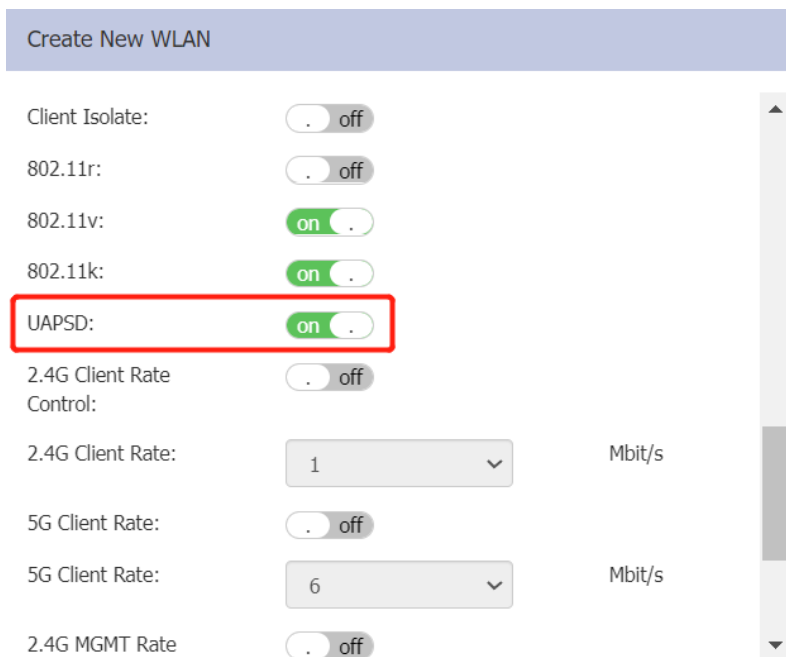 Create New WLAN
Client Isolate: . off
802.11r: . off
802.11v: on .
802.11k: on .
UAPSD: on .
2.4G Client Rate . off
Control:
2.4G Client Rate: 1 Mbit/s
5G Client Rate: . off
5G Client Rate: 6 Mbit/s
2.4G MGMT Rate . off